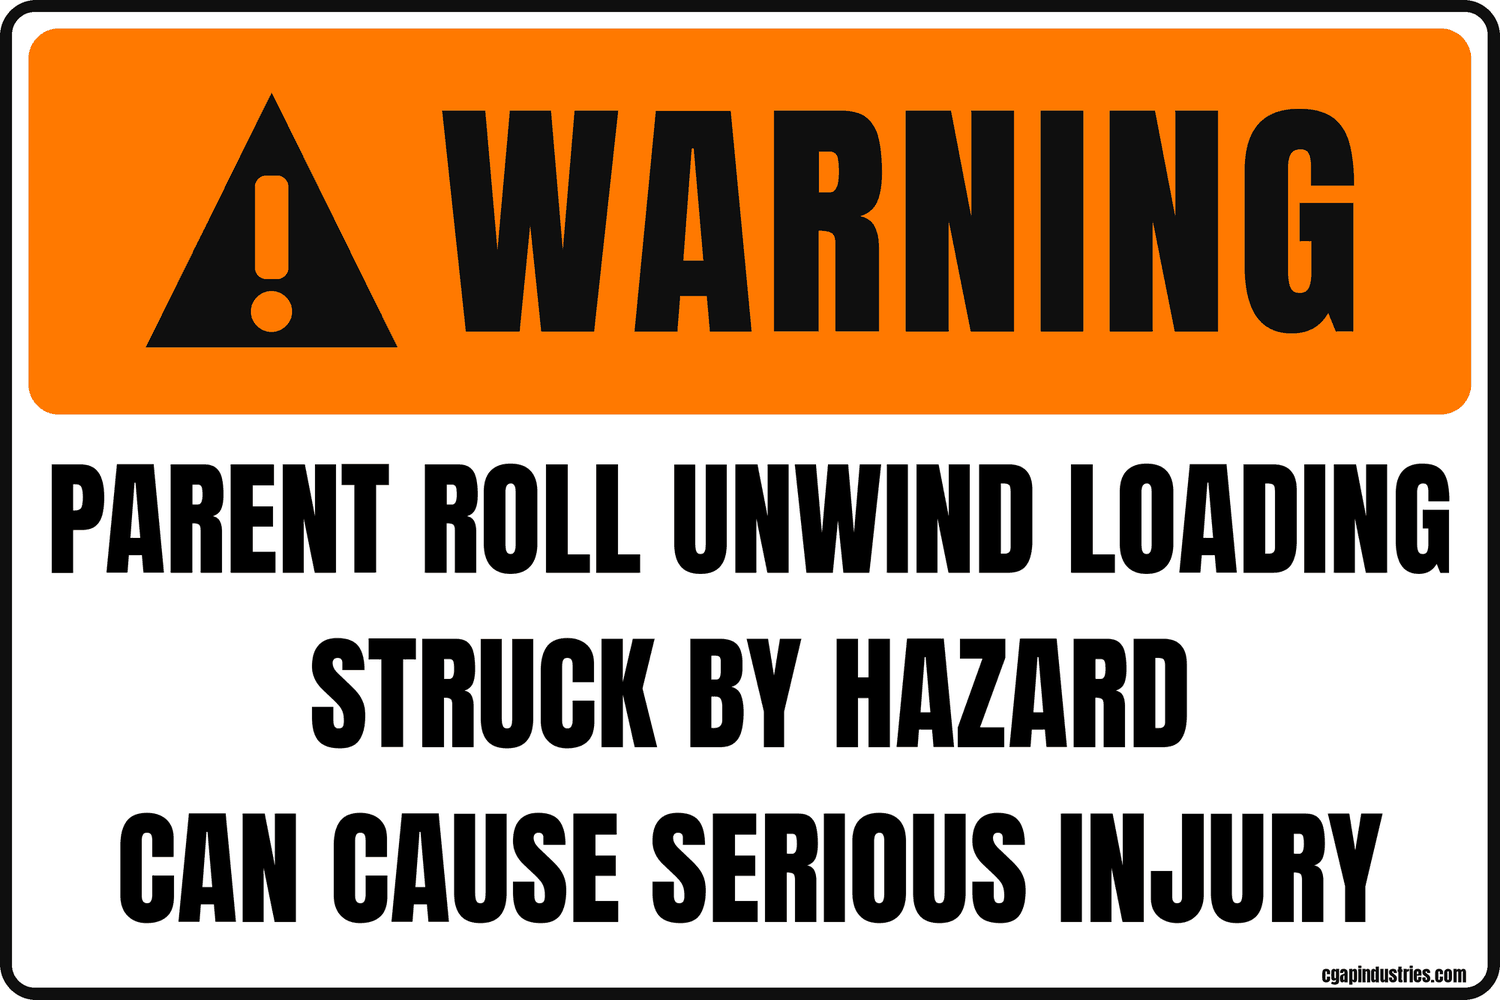 WARNING
PARENT ROLL UNWIND LOADING
STRUCK BY HAZARD
CAN CAUSE SERIOUS INJURY
cgapindustries.com